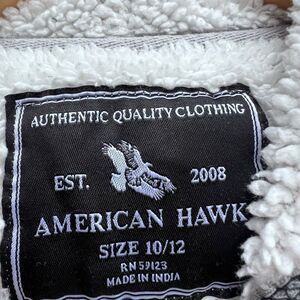 AUTHENTIC QUALITY CLOTHING
EST. 2008
AMERICAN HAWK
SIZE 10/12
RN 59123
MADE IN INDIA